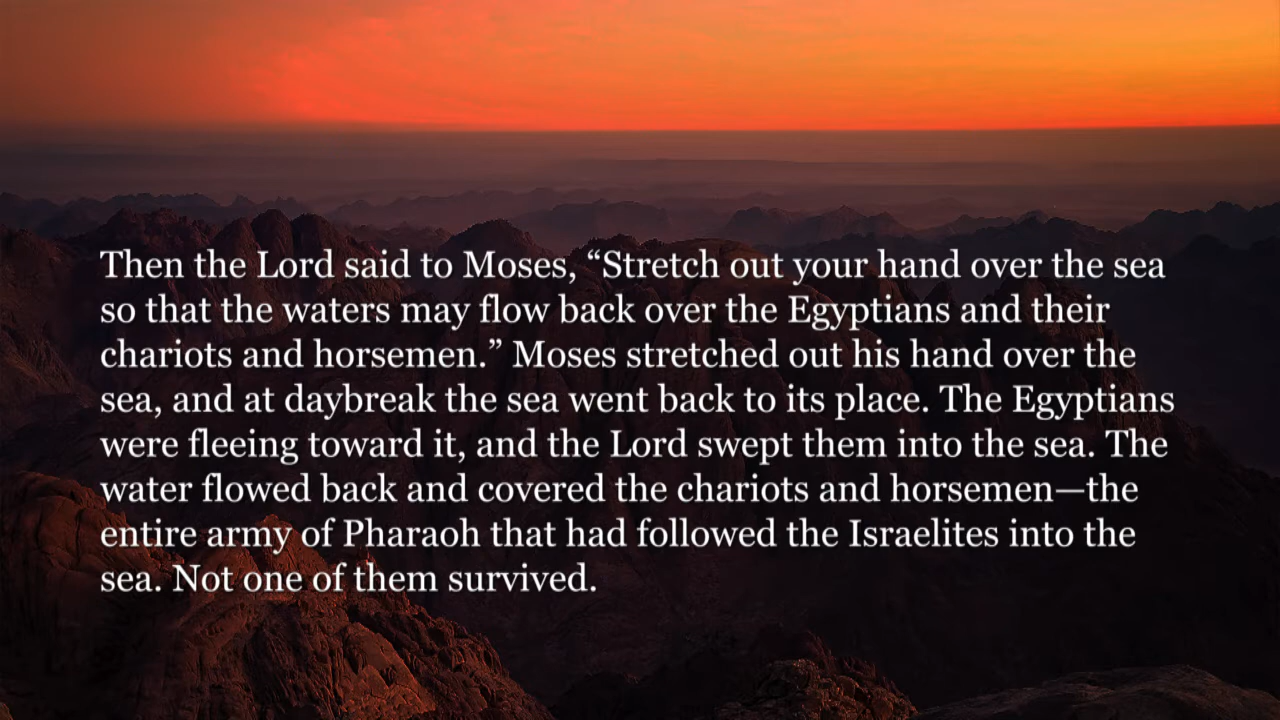 Then the Lord said to Moses, “Stretch out your hand over the sea
so that the waters may flow back over the Egyptians and their
chariots and horsemen.” Moses stretched out his hand over the
sea, and at daybreak the sea went back to its place. The Egyptians
were fleeing toward it, and the Lord swept them into the sea. The
water flowed back and covered the chariots and horsemen—the
entire army of Pharaoh that had followed the Israelites into the
sea. Not one of them survived.